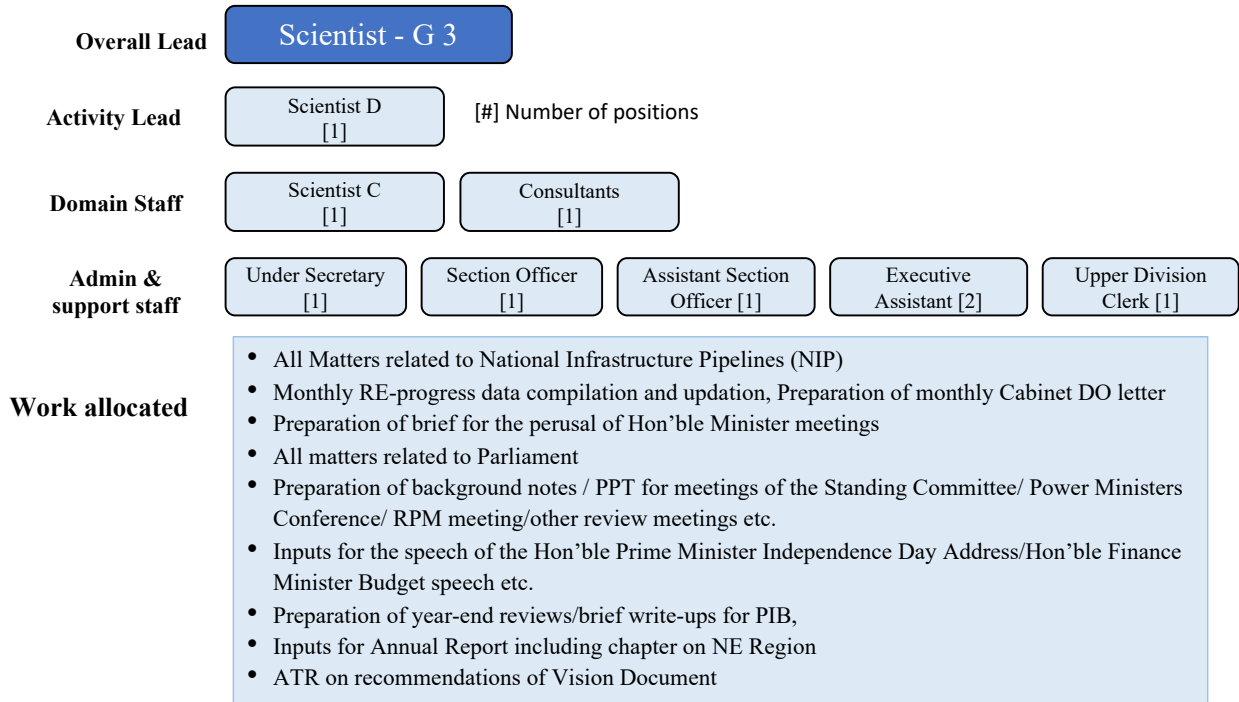 Overall Lead
Scientist - G 3
Activity Lead
Scientist D
[1]
[#] Number of positions
Domain Staff
Scientist C
[1]
Consultants
[1]
Admin &
support staff
Under Secretary
[1]
Section Officer
[1]
Assistant Section
Officer [1]
Executive
Assistant [2]
Upper Division
Clerk [1]
Work allocated
• All Matters related to National Infrastructure Pipelines (NIP)
• Monthly RE-progress data compilation and updation, Preparation of monthly Cabinet DO letter
• Preparation of brief for the perusal of Hon’ble Minister meetings
• All matters related to Parliament
• Preparation of background notes / PPT for meetings of the Standing Committee/ Power Ministers
Conference/ RPM meeting/other review meetings etc.
• Inputs for the speech of the Hon’ble Prime Minister Independence Day Address/Hon’ble Finance
Minister Budget speech etc.
• Preparation of year-end reviews/brief write-ups for PIB,
• Inputs for Annual Report including chapter on NE Region
• ATR on recommendations of Vision Document